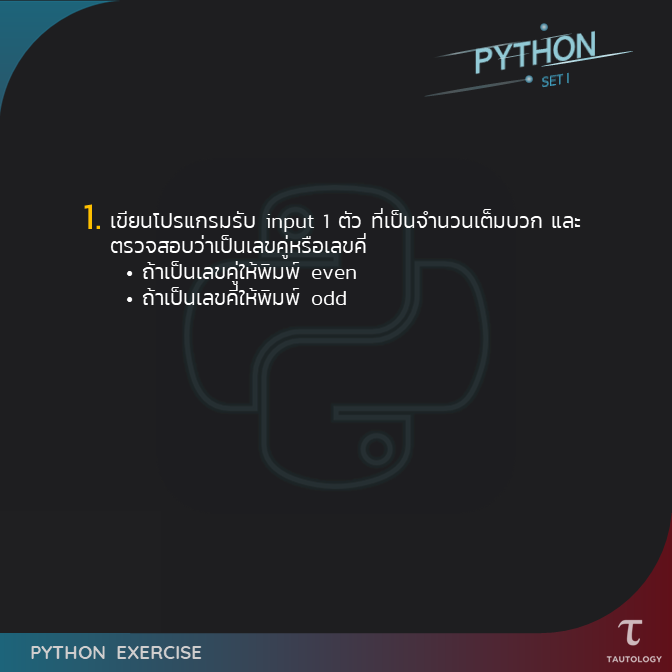 PYTHON
SET I
1. เขียนโปรแกรมรับ input 1 ตัว ที่เป็นจำนวนเต็มบวก และ
ตรวจสอบว่าเป็นเลขคู่หรือเลขคี่
• ถ้าเป็นเลขคู่ให้พิมพ์ even
• ถ้าเป็นเลขคี่ให้พิมพ์ odd
PYTHON EXERCISE
TAUTOLOGY